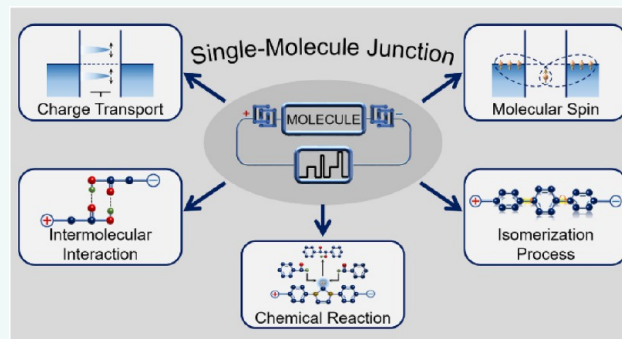 Single-Molecule Junction
Charge Transport
Molecular Spin
+ MOLECULE −
Intermolecular
Interaction
Isomerization
Process
Chemical Reaction